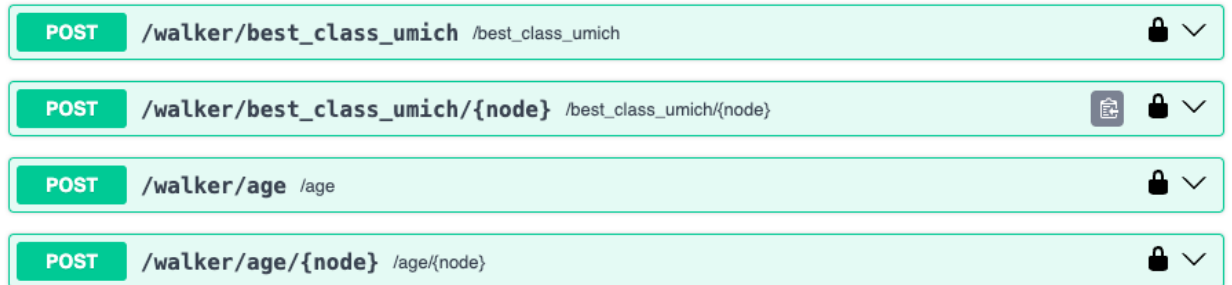 POST /walker/best_class_umich /best_class_umich
POST /walker/best_class_umich/{node} /best_class_umich/{node}
POST /walker/age /age
POST /walker/age/{node} /age/{node}